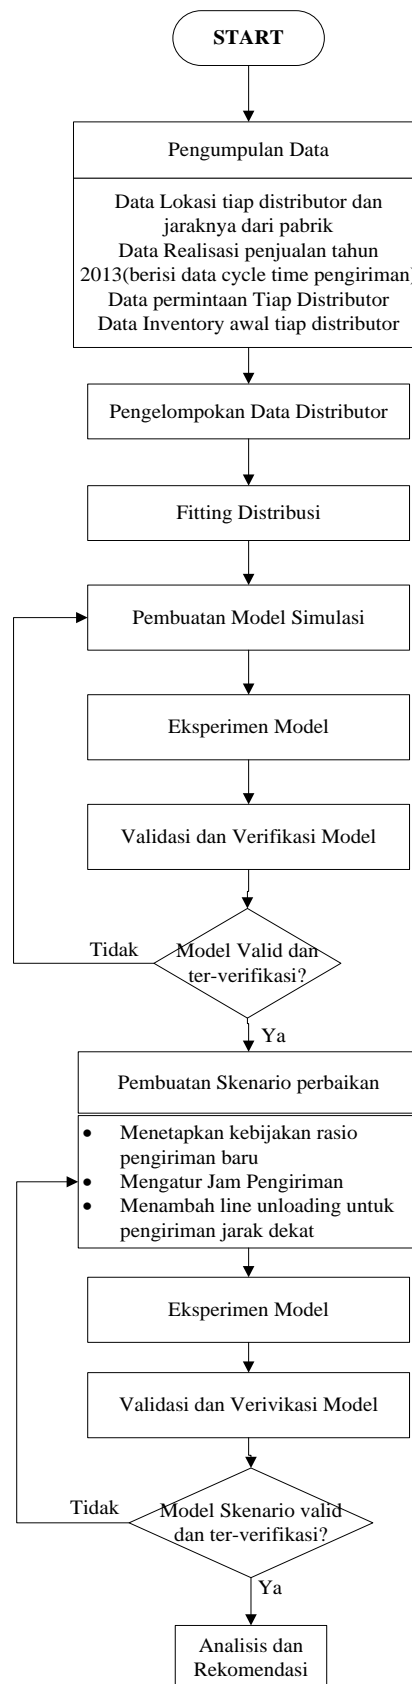 START
Pengumpulan Data
Data Lokasi tiap distributor dan
jaraknya dari pabrik
Data Realisasi penjualan tahun
2013(berisi data cycle time pengiriman)
Data permintaan Tiap Distributor
Data Inventory awal tiap distributor
Pengelompokan Data Distributor
Fitting Distribusi
Pembuatan Model Simulasi
Eksperimen Model
Validasi dan Verifikasi Model
Tidak
Model Valid dan
ter-verifikasi?
Ya
Pembuatan Skenario perbaikan
• Menetapkan kebijakan rasio
pengiriman baru
• Mengatur Jam Pengiriman
• Menambah line unloading untuk
pengiriman jarak dekat
Eksperimen Model
Validasi dan Verivikasi Model
Tidak
Model Skenario valid
dan ter-verifikasi?
Ya
Analisis dan
Rekomendasi